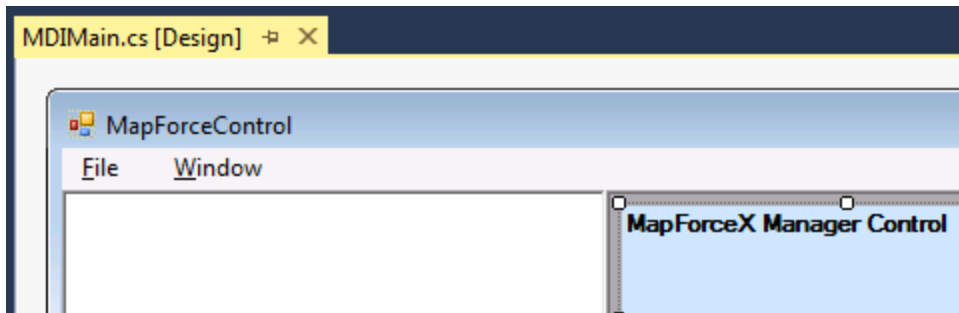 MDIMain.cs [Design]
MapForceControl
File Window
MapForceX Manager Control